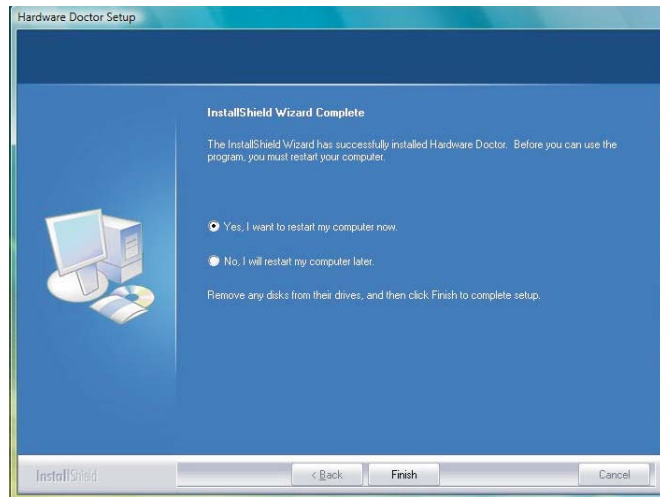 Hardware Doctor Setup
InstallShield Wizard Complete
The InstallShield Wizard has successfully installed Hardware Doctor. Before you can use the
program, you must restart your computer.
Yes, I want to restart my computer now.
No, I will restart my computer later.
Remove any disks from their drives, and then click Finish to complete setup.
InstallShield
< Back
Finish
Cancel